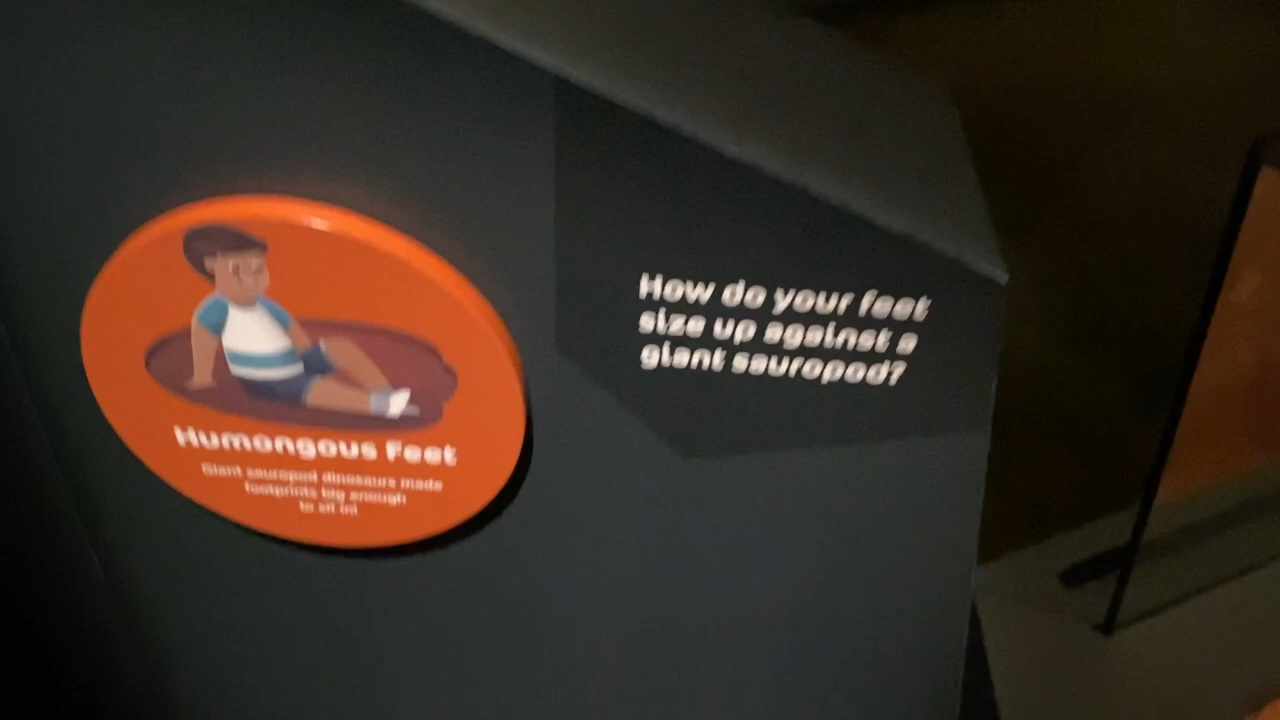 Humongous Feet
Giant sauropod dinosaurs made
footprints big enough
to sit in!
How do your feet
size up against a
giant sauropod?